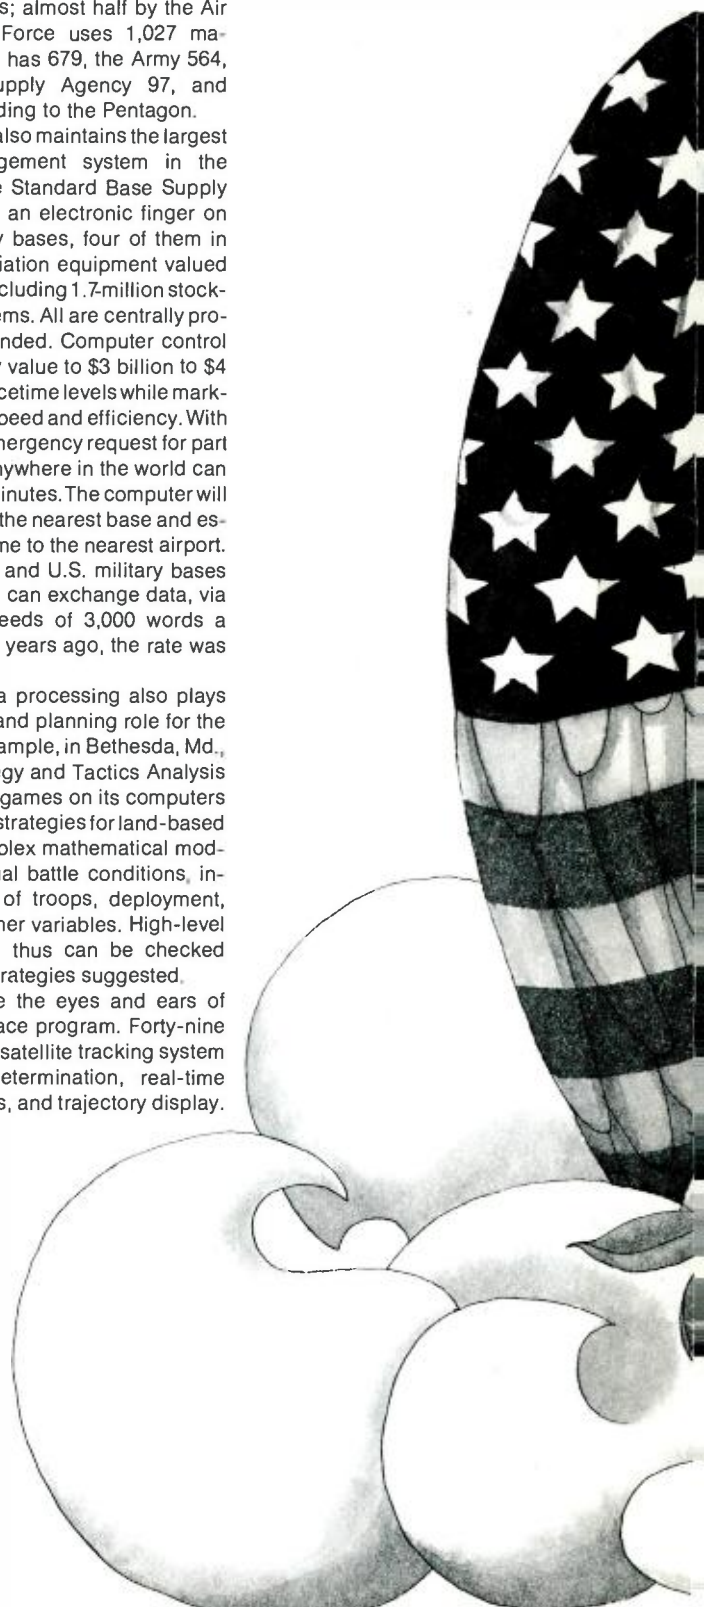 s; almost half by the Air
Force uses 1,027 ma-
has 679, the Army 564,
upply Agency 97, and
ding to the Pentagon.
also maintains the largest
gement system in the
e Standard Base Supply
an electronic finger on
y bases, four of them in
iation equipment valued
cluding 1.7-million stock-
ems. All are centrally pro-
nded. Computer control
y value to $3 billion to $4
cetime levels while mark-
peed and efficiency. With
nergency request for part
nywhere in the world can
inutes. The computer will
the nearest base and es-
me to the nearest airport.
and U.S. military bases
can exchange data, via
eeds of 3,000 words a
years ago, the rate was
a processing also plays
and planning role for the
ample, in Bethesda, Md.,
gy and Tactics Analysis
games on its computers
strategies for land-based
plex mathematical mod-
al battle conditions, in-
of troops, deployment,
ner variables. High-level
thus can be checked
rategies suggested.
e the eyes and ears of
ace program. Forty-nine
satellite tracking system
etermination, real-time
s, and trajectory display.